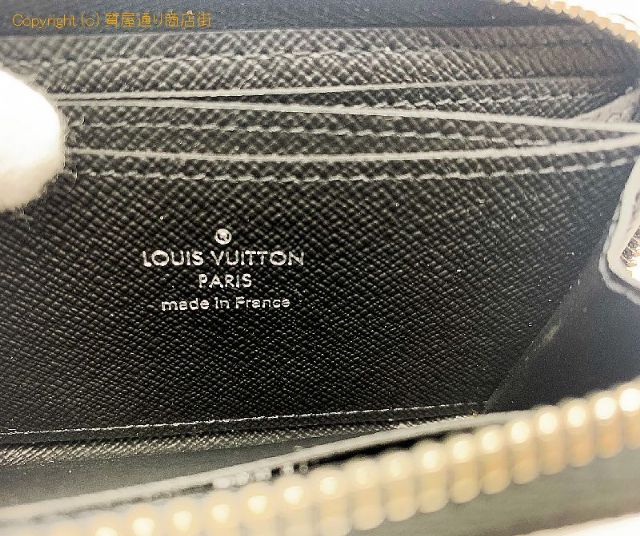 Copyright (c) 質屋通り商店街
LOUIS VUITTON
PARIS
made in France